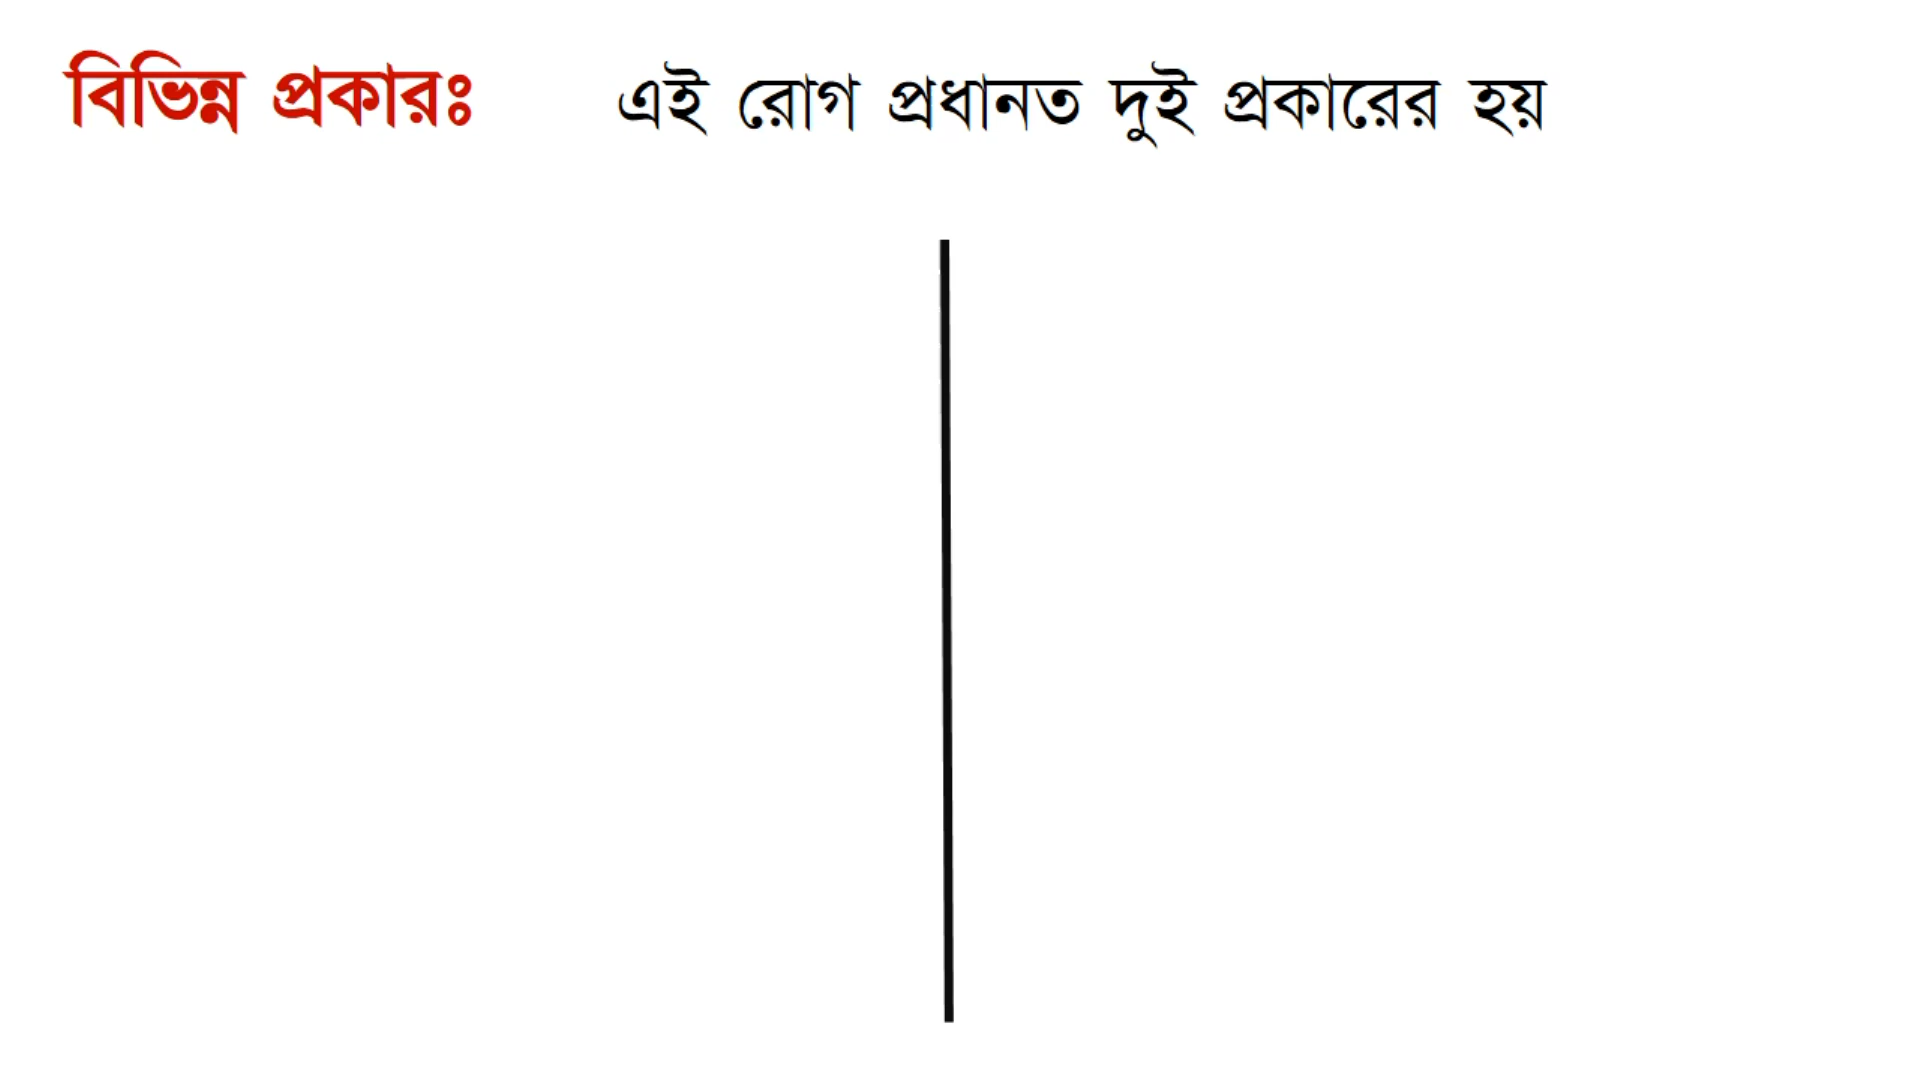 বিভিন্ন প্রকারঃ এই রোগ প্রধানত দুই প্রকারের হয়